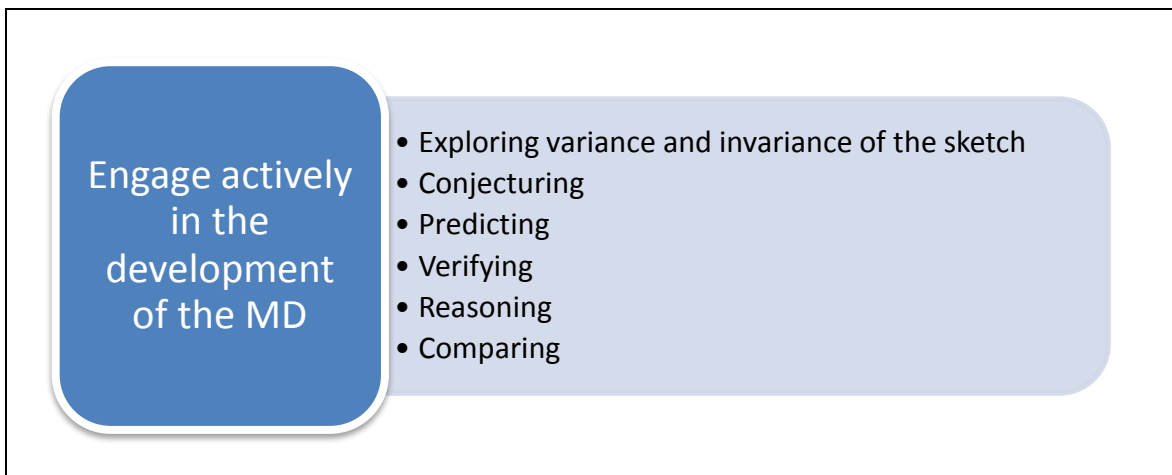 Engage actively
in the
development
of the MD
• Exploring variance and invariance of the sketch
• Conjecturing
• Predicting
• Verifying
• Reasoning
• Comparing